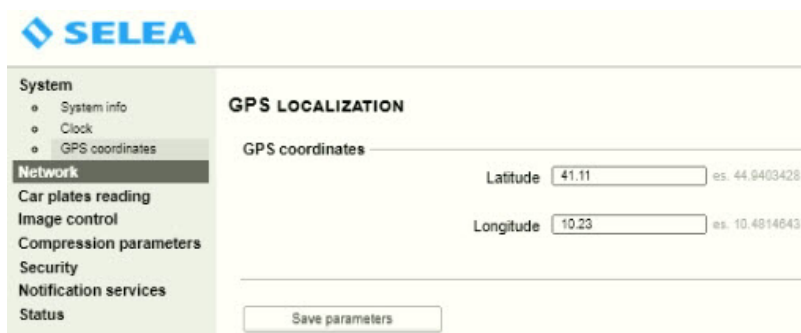 SELEA
System
System info
Clock
GPS coordinates
Network
Car plates reading
Image control
Compression parameters
Security
Notification services
Status
GPS LOCALIZATION
GPS coordinates
Latitude 41.11 es. 44.9403428
Longitude 10.23 es. 10.4814643
Save parameters